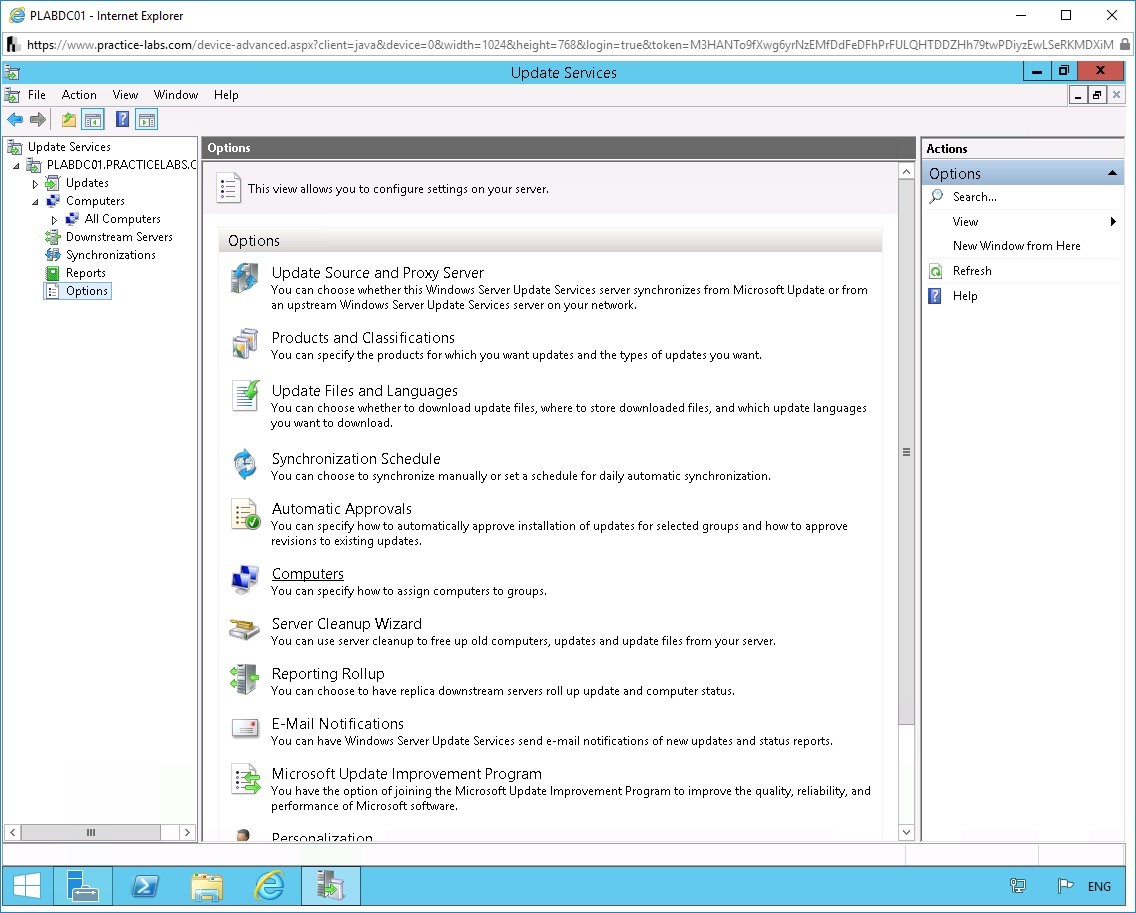 PLABDC01 - Internet Explorer
https://www.practice-labs.com/device-advanced.aspx?client=java&device=0&width=1024&height=768&login=true&token=M3HANTo9fXwg6yrNzEMfDdFeDFhPrFULQHTDDZHh79twPDiyzEwLSeRKMDXiM
Update Services
File Action View Window Help
Update Services
PLABDC01.PRACTICELABS.C
Updates
Computers
All Computers
Downstream Servers
Synchronizations
Reports
Options
Options
This view allows you to configure settings on your server.
Options
Update Source and Proxy Server
You can choose whether this Windows Server Update Services server synchronizes from Microsoft Update or from
an upstream Windows Server Update Services server on your network.
Products and Classifications
You can specify the products for which you want updates and the types of updates you want.
Update Files and Languages
You can choose whether to download update files, where to store downloaded files, and which update languages
you want to download.
Synchronization Schedule
You can choose to synchronize manually or set a schedule for daily automatic synchronization.
Automatic Approvals
You can specify how to automatically approve installation of updates for selected groups and how to approve
revisions to existing updates.
Computers
You can specify how to assign computers to groups.
Server Cleanup Wizard
You can use server cleanup to free up old computers, updates and update files from your server.
Reporting Rollup
You can choose to have replica downstream servers roll up update and computer status.
E-Mail Notifications
You can have Windows Server Update Services send e-mail notifications of new updates and status reports.
Microsoft Update Improvement Program
You have the option of joining the Microsoft Update Improvement Program to improve the quality, reliability, and
performance of Microsoft software.
Personalization
Actions
Options
Search...
View
New Window from Here
Refresh
Help
ENG